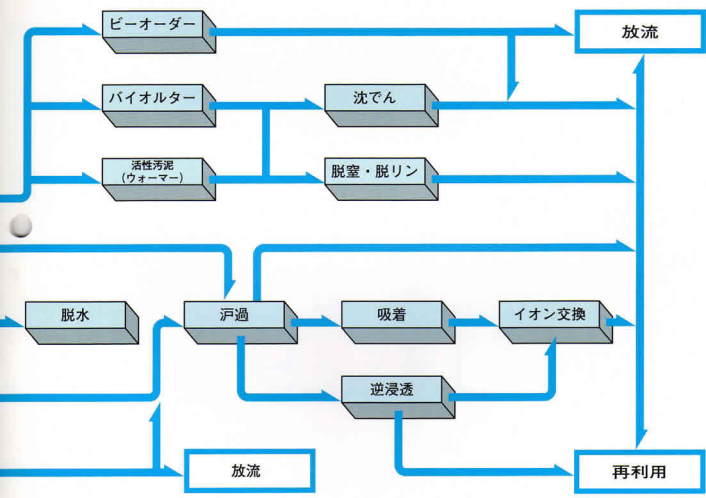 ビーオーダー
放流
バイオルター
沈でん
活性汚泥
(ウォーマー)
脱窒・脱リン
脱水
沪過
吸着
イオン交換
逆浸透
放流
再利用